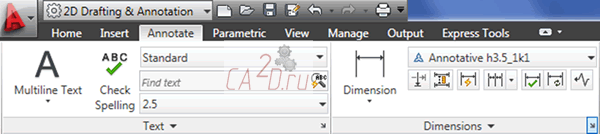 2D Drafting & Annotation
Home Insert Annotate Parametric View Manage Output Express Tools
A
Multiline Text
ABC
Check
Spelling
Standard
Find text
ABC
2.5
Text
CA2D.ru
Dimension
Annotative h3.5_1k1
Dimensions